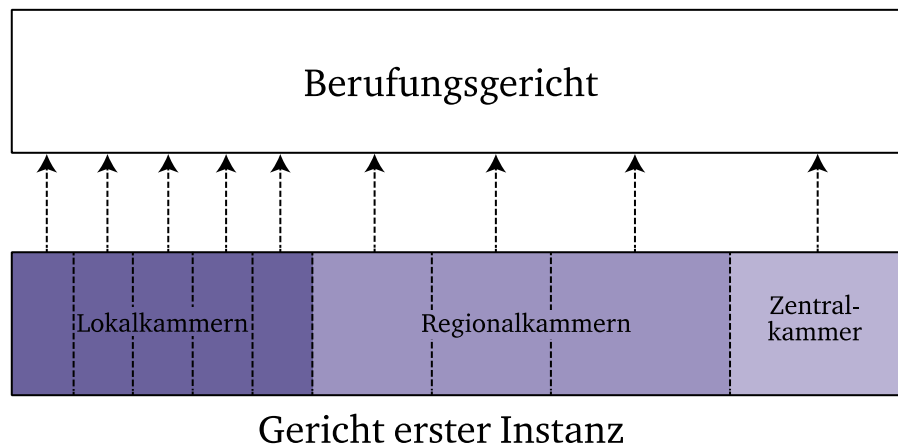 Berufungsgericht
Lokalkammern
Regionalkammern
Zentral-
kammer
Gericht erster Instanz